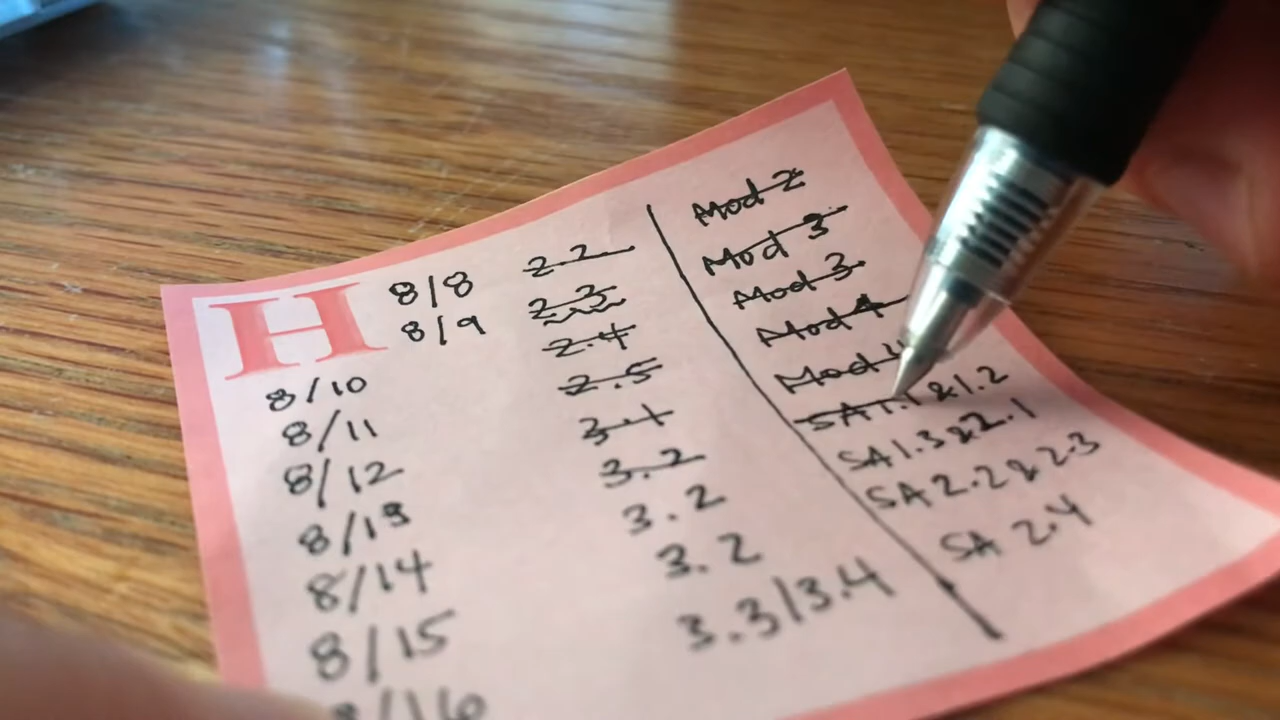 H
8/8 2.2 Mod 2
8/9 2.3 Mod 3
8/10 2.4 Mod 3
8/11 2.5 Mod 4
8/12 3.1 Mod 4
8/13 3.2 SA 1.1 & 1.2
8/14 3.2 SA 1.3 & 2.1
8/15 3.2 SA 2.2 & 2.3
8/16 3.3/3.4 SA 2.4